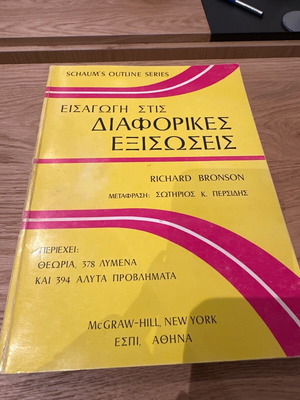 SCHAUM'S OUTLINE SERIES
ΕΙΣΑΓΩΓΗ ΣΤΙΣ
ΔΙΑΦΟΡΙΚΕΣ
ΕΞΙΣΩΣΕΙΣ
RICHARD BRONSON
ΜΕΤΑΦΡΑΣΗ: ΣΩΤΗΡΙΟΣ Κ. ΠΕΡΣΙΔΗΣ
ΠΕΡΙΕΧΕΙ:
ΘΕΩΡΙΑ, 378 ΛΥΜΕΝΑ
ΚΑΙ 394 ΑΛΥΤΑ ΠΡΟΒΛΗΜΑΤΑ
McGRAW-HILL, NEW YORK
ΕΣΠΙ, ΑΘΗΝΑ